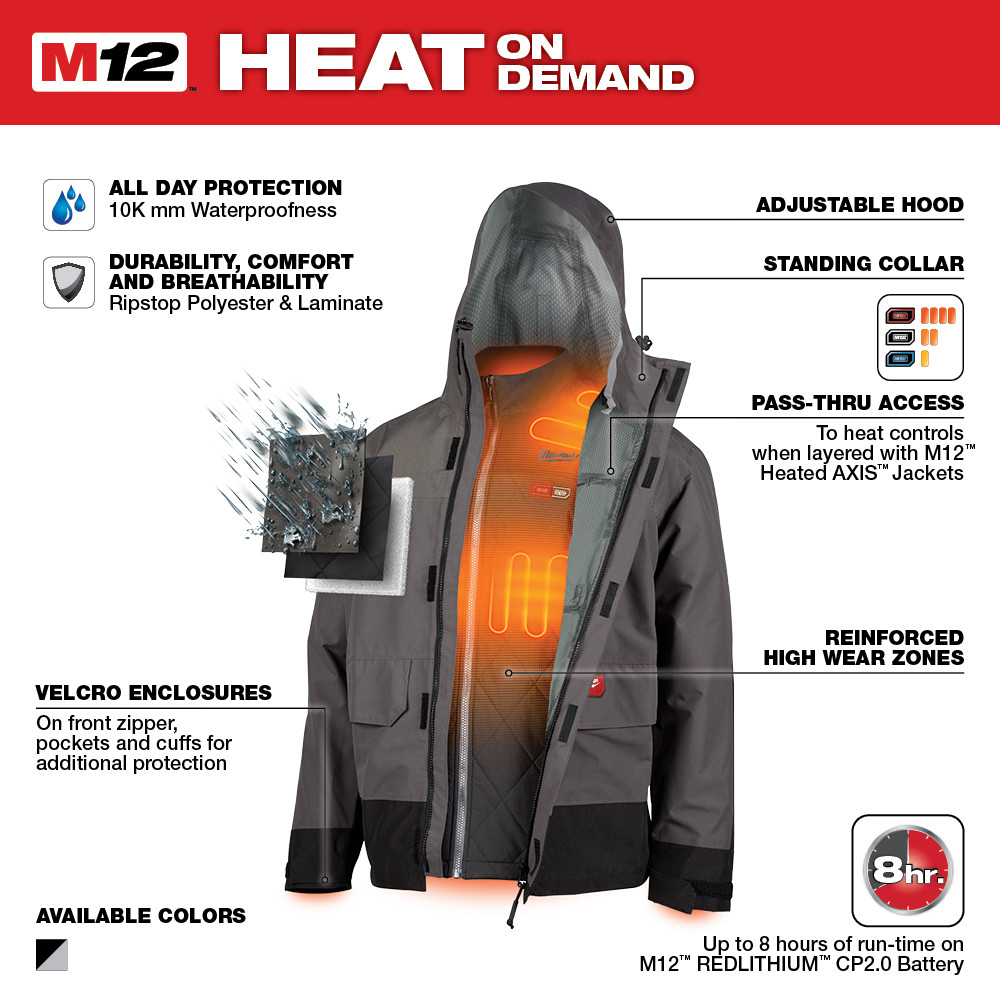 M12™ HEAT ON DEMAND
ALL DAY PROTECTION
10K mm Waterproofness
DURABILITY, COMFORT
AND BREATHABILITY
Ripstop Polyester & Laminate
ADJUSTABLE HOOD
STANDING COLLAR
PASS-THRU ACCESS
To heat controls
when layered with M12™
Heated AXIS™ Jackets
Milwaukee
REINFORCED
HIGH WEAR ZONES
VELCRO ENCLOSURES
On front zipper,
pockets and cuffs for
additional protection
8hr.
AVAILABLE COLORS
Up to 8 hours of run-time on
M12™ REDLITHIUM™ CP2.0 Battery